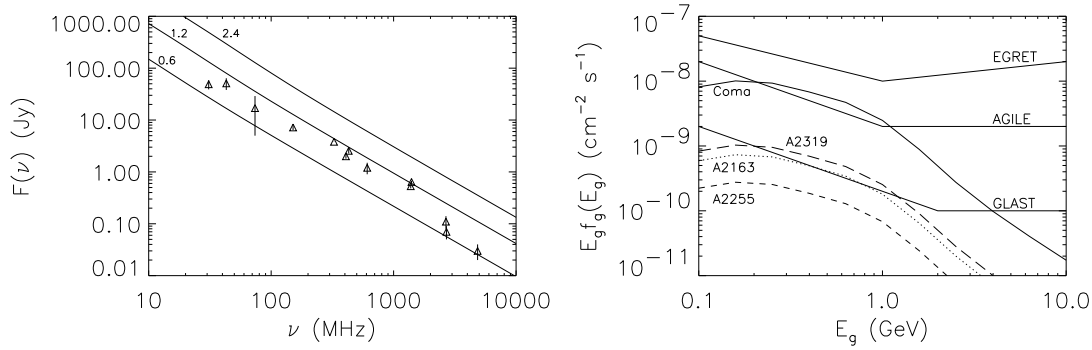 1000.00
100.00
10.00
1.00
0.10
0.01
F(ν) (Jy)
2.4
1.2
0.6
10
100
1000
10000
ν (MHz)
10⁻⁷
10⁻⁸
10⁻⁹
10⁻¹⁰
10⁻¹¹
E_g f_g(E_g) (cm⁻² s⁻¹)
EGRET
Coma
AGILE
A2319
A2163
A2255
GLAST
0.1
1.0
10.0
E_g (GeV)